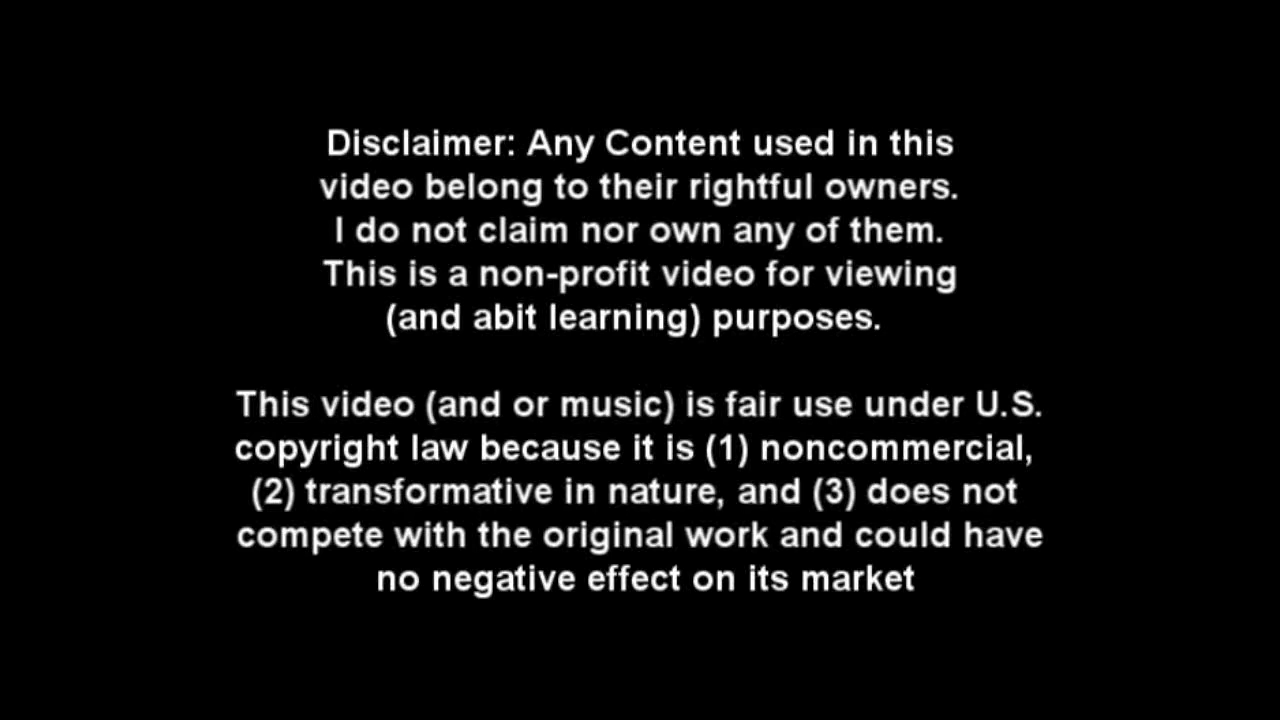 Disclaimer: Any Content used in this
video belong to their rightful owners.
I do not claim nor own any of them.
This is a non-profit video for viewing
(and abit learning) purposes.
This video (and or music) is fair use under U.S.
copyright law because it is (1) noncommercial,
(2) transformative in nature, and (3) does not
compete with the original work and could have
no negative effect on its market